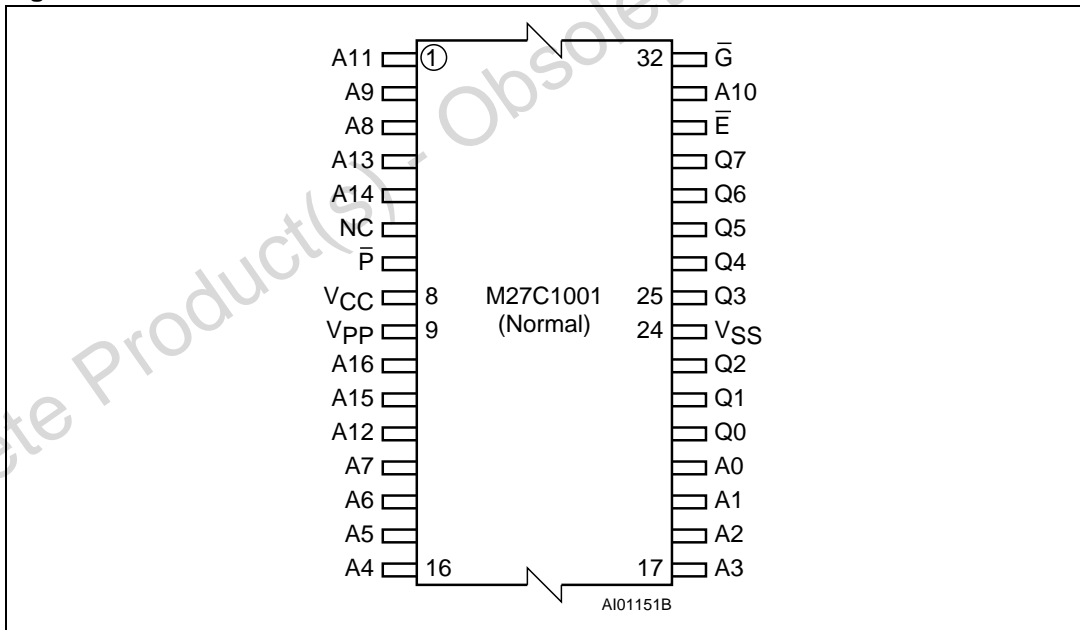 A11 1 32 G̅
A9 A10
A8 E̅
A13 Q7
A14 Q6
NC Q5
P̅ Q4
VCC 8 M27C1001 25 Q3
VPP 9 (Normal) 24 VSS
A16 Q2
A15 Q1
A12 Q0
A7 A0
A6 A1
A5 A2
A4 16 17 A3
AI01151B
ete Product(s) - Obsolet